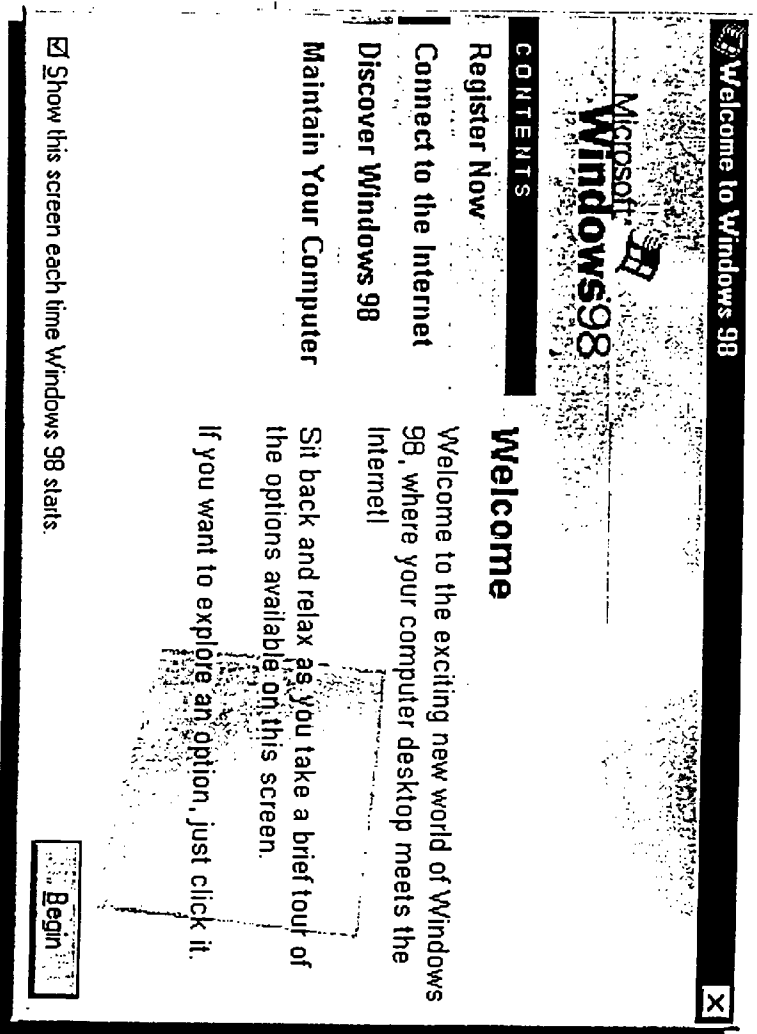 Welcome to Windows 98
Microsoft
Windows98
CONTENTS
Register Now
Connect to the Internet
Discover Windows 98
Maintain Your Computer
Welcome
Welcome to the exciting new world of Windows
98, where your computer desktop meets the
Internet!
Sit back and relax as you take a brief tour of
the options available on this screen.
If you want to explore an option, just click it.
Show this screen each time Windows 98 starts.
Begin